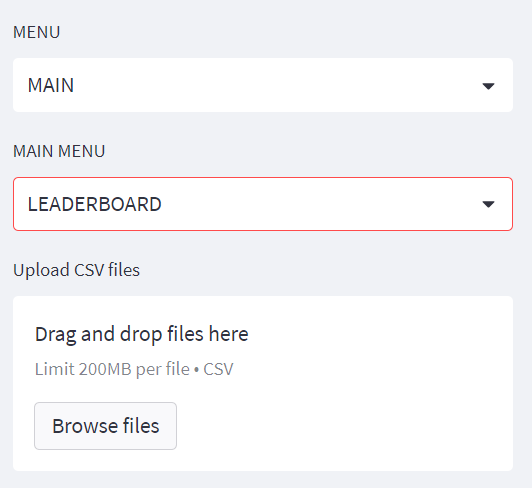 MENU
MAIN
MAIN MENU
LEADERBOARD
Upload CSV files
Drag and drop files here
Limit 200MB per file • CSV
Browse files